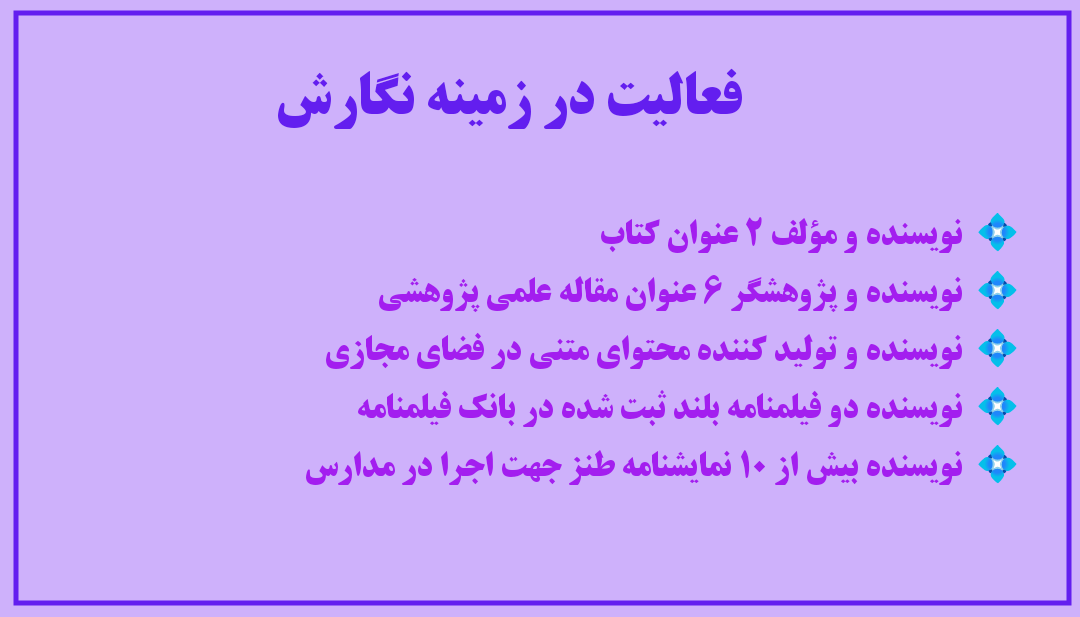 فعالیت در زمینه نگارش
💠 نویسنده و مؤلف ۲ عنوان کتاب
💠 نویسنده و پژوهشگر ۶ عنوان مقاله علمی پژوهشی
💠 نویسنده و تولید کننده محتوای متنی در فضای مجازی
💠 نویسنده دو فیلمنامه بلند ثبت شده در بانک فیلمنامه
💠 نویسنده بیش از ۱۰ نمایشنامه طنز جهت اجرا در مدارس